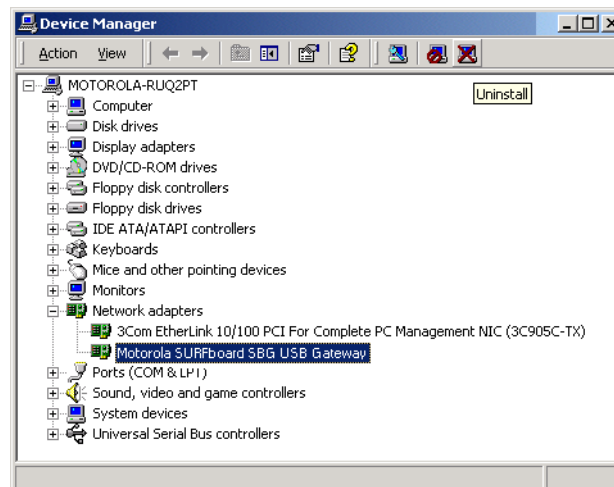 Device Manager
Action View
MOTOROLA-RUQ2PT
Uninstall
Computer
Disk drives
Display adapters
DVD/CD-ROM drives
Floppy disk controllers
Floppy disk drives
IDE ATA/ATAPI controllers
Keyboards
Mice and other pointing devices
Monitors
Network adapters
3Com EtherLink 10/100 PCI For Complete PC Management NIC (3C905C-TX)
Motorola SURFboard SBG USB Gateway
Ports (COM & LPT)
Sound, video and game controllers
System devices
Universal Serial Bus controllers